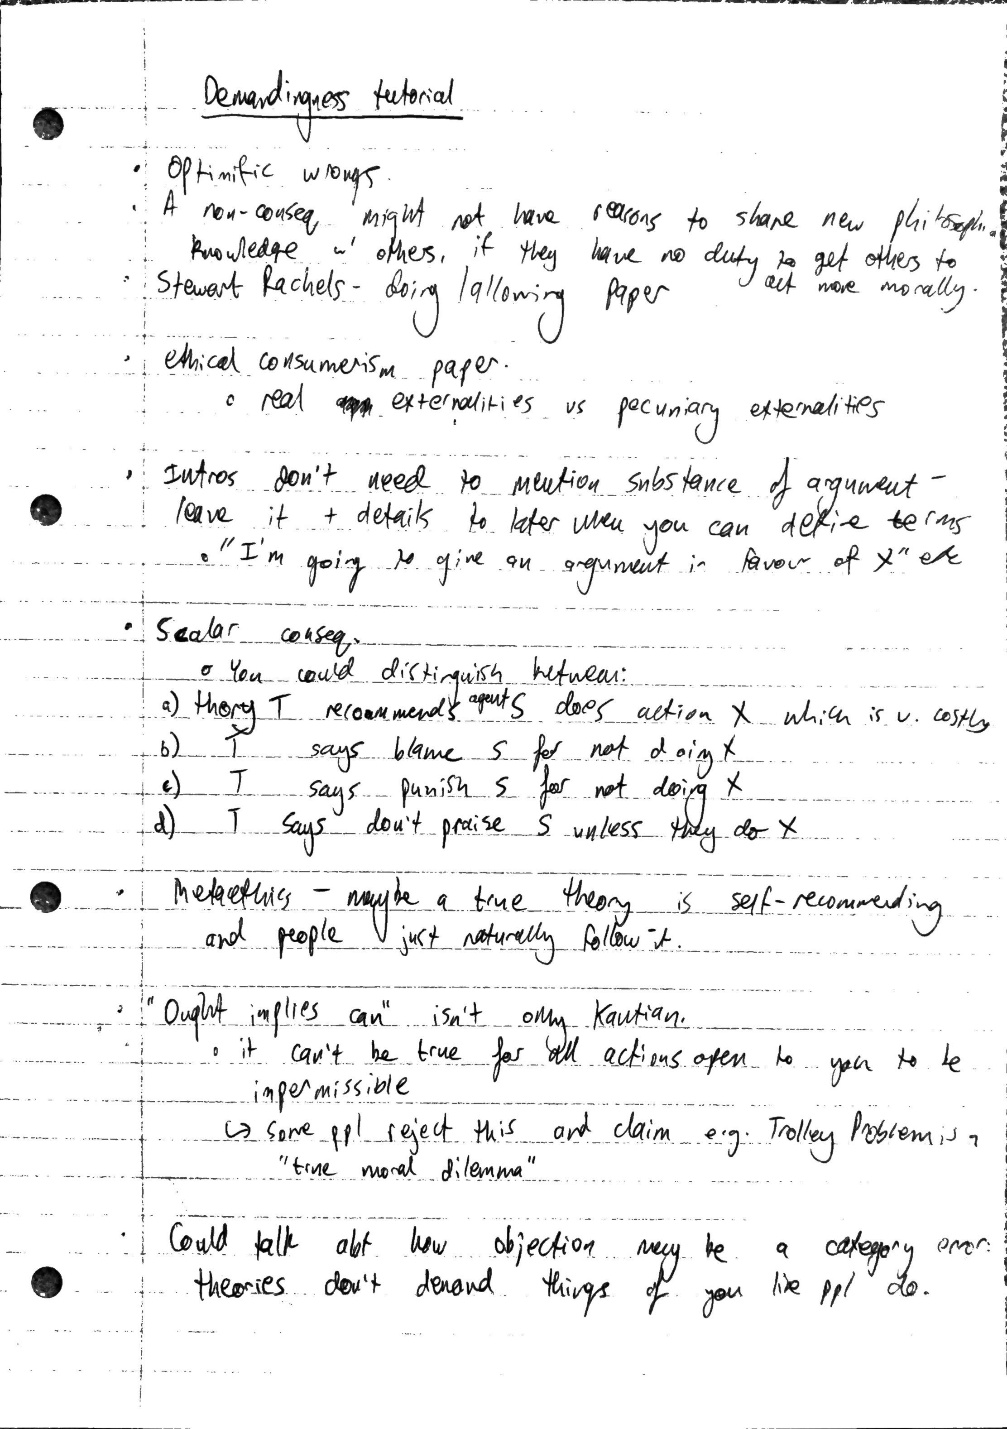 Demandingness tutorial
• Optimific wrongs.
• A non-conseq. might not have reasons to share new philosoph.
knowledge w' others, if they have no duty to get others to
act more morally.
• Stewart Rachels - doing/allowing paper
• ethical consumerism paper.
o real externalities vs pecuniary externalities
• Intros don't need to mention substance of argument -
leave it + details to later when you can define terms
o "I'm going to give an argument in favour of X" etc
• Scalar conseq.
o You could distinguish between:
a) thory T recommends agent S does action X which is v. costly
b) T says blame S for not doing X
c) T says punish S for not doing X
d) T says don't praise S unless they do X
• Metaethics - maybe a true theory is self-recommending
and people just naturally follow it.
• "Ought implies can" isn't only Kantian.
o it can't be true for all actions open to you to be
impermissible
↳ some ppl reject this and claim e.g. Trolley Problem is a
"true moral dilemma"
• Could talk abt how objection may be a category error:
theories don't demand things of you like ppl do.